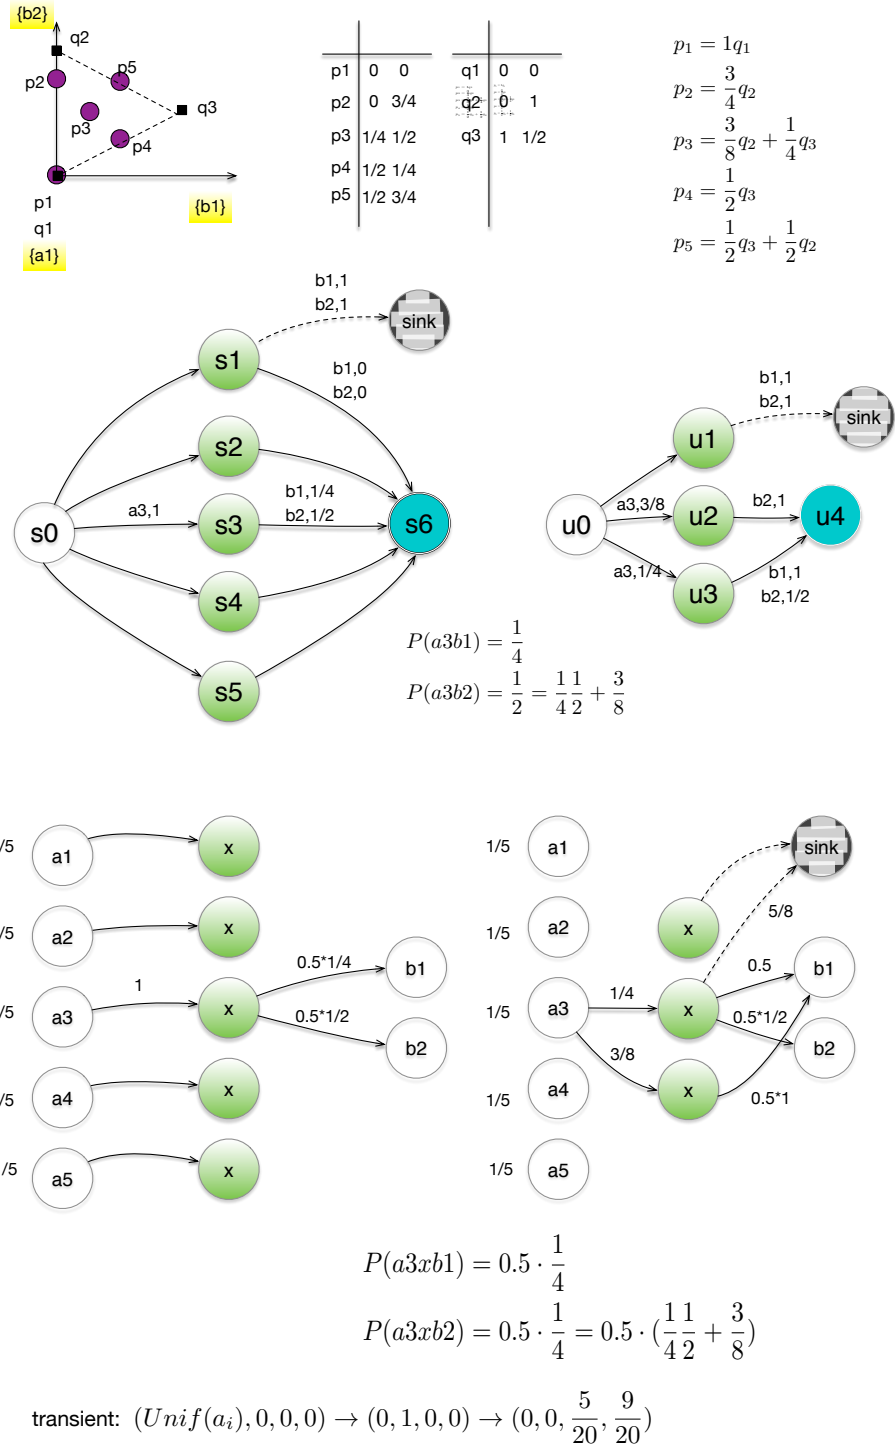 {b2}
q2
p5
p2
q3
p3
p4
{b1}
p1
q1
{a1}
p1 0 0
p2 0 3/4
p3 1/4 1/2
p4 1/2 1/4
p5 1/2 3/4
q1 0 0
q2 0 1
q3 1 1/2
p₁ = 1q₁
p₂ = 3/4 q₂
p₃ = 3/8 q₂ + 1/4 q₃
p₄ = 1/2 q₃
p₅ = 1/2 q₃ + 1/2 q₂
b1,1
b2,1
sink
s1
b1,0
b2,0
s2
s0
a3,1
s3
b1,1/4
b2,1/2
s6
s4
s5
b1,1
b2,1
sink
u1
u0
a3,3/8
u2
b2,1
u4
a3,1/4
u3
b1,1
b2,1/2
P(a3b1) = 1/4
P(a3b2) = 1/2 = 1/4 1/2 + 3/8
/5 a1 x
/5 a2 x
/5 a3 1 x
0.5*1/4 b1
0.5*1/2 b2
/5 a4 x
/5 a5 x
1/5 a1
sink
1/5 a2 x
5/8
1/5 a3 1/4 x
0.5 b1
0.5*1/2 b2
3/8
1/5 a4 x
0.5*1
1/5 a5
P(a3xb1) = 0.5 · 1/4
P(a3xb2) = 0.5 · 1/4 = 0.5 · (1/4 1/2 + 3/8)
transient: (Unif(aᵢ), 0, 0, 0) → (0, 1, 0, 0) → (0, 0, 5/20, 9/20)